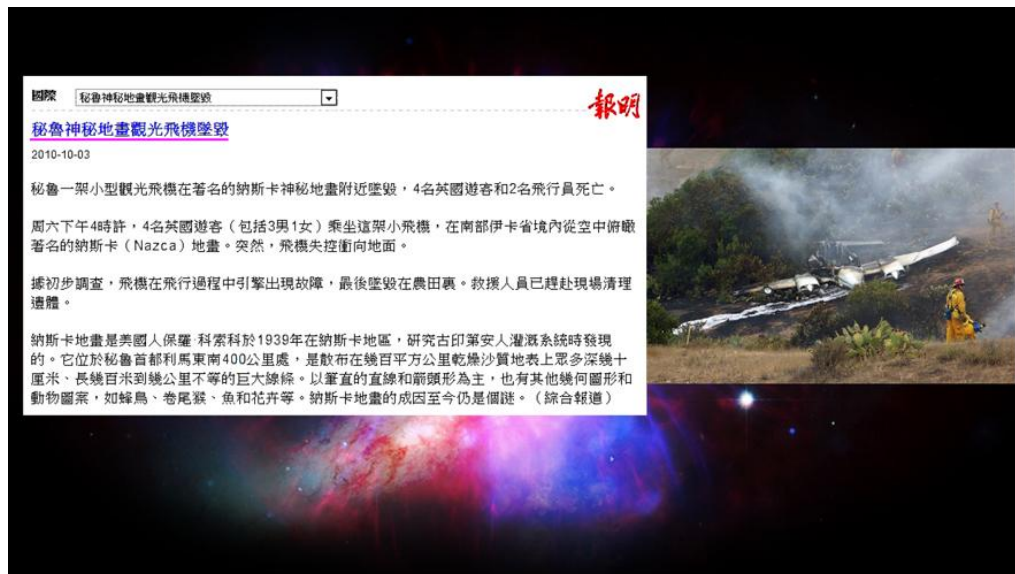 國際 秘魯神秘地畫觀光飛機墜毀
報明
秘魯神秘地畫觀光飛機墜毀
2010-10-03
秘魯一架小型觀光飛機在著名的納斯卡神秘地畫附近墜毀，4名英國遊客和2名飛行員死亡。
周六下午4時許，4名英國遊客（包括3男1女）乘坐這架小飛機，在南部伊卡省境內從空中俯瞰
著名的納斯卡（Nazca）地畫。突然，飛機失控衝向地面。
據初步調查，飛機在飛行過程中引擎出現故障，最後墜毀在農田裏。救援人員已趕赴現場清理
遺體。
納斯卡地畫是美國人保羅·科索科於1939年在納斯卡地區，研究古印第安人灌溉系統時發現
的。它位於秘魯首都利馬東南400公里處，是散布在幾百平方公里乾燥沙質地表上眾多深幾十
厘米、長幾百米到幾公里不等的巨大線條。以筆直的直線和箭頭形為主，也有其他幾何圖形和
動物圖案，如蜂鳥、卷尾猴、魚和花卉等。納斯卡地畫的成因至今仍是個謎。（綜合報道）